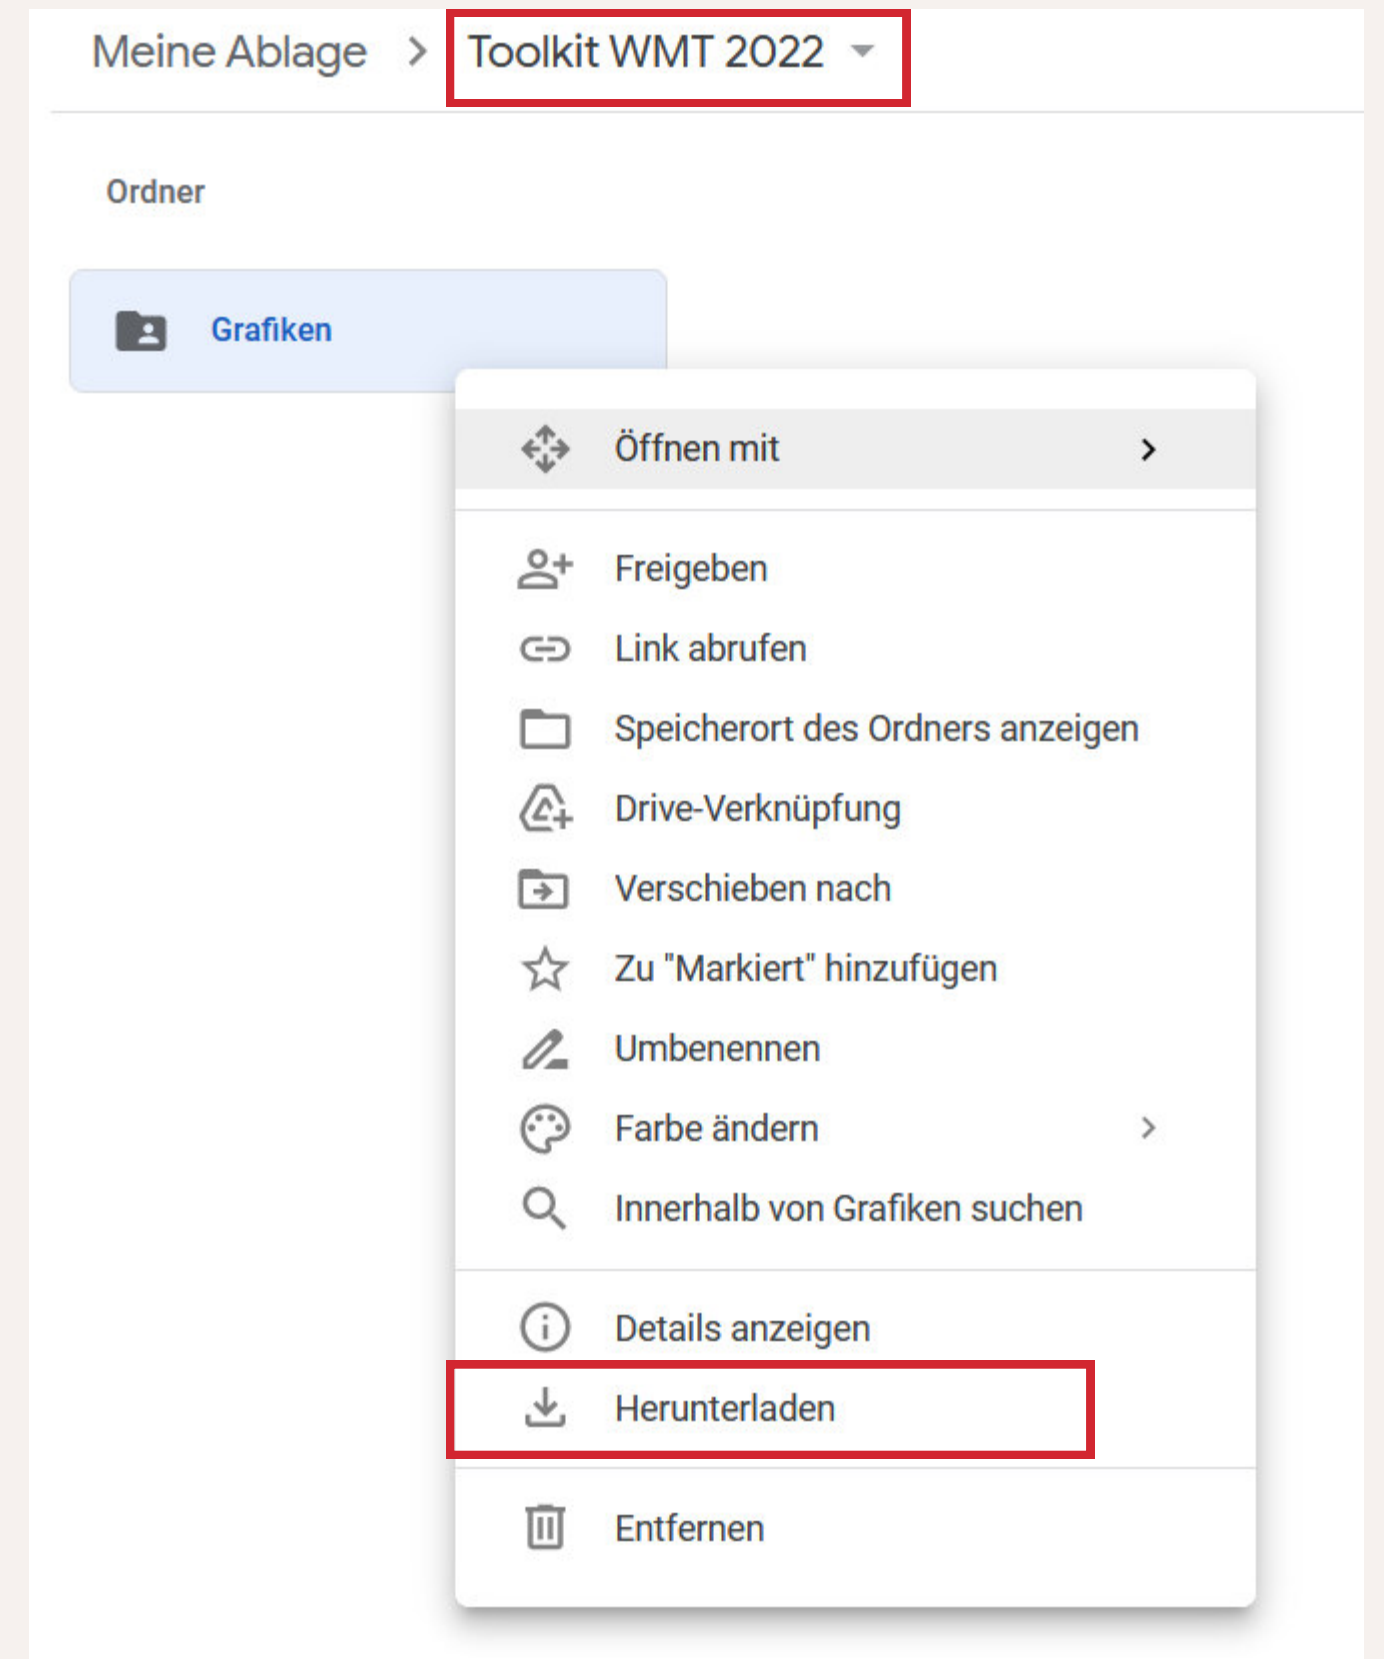 Meine Ablage > Toolkit WMT 2022
Ordner
Grafiken
Öffnen mit
Freigeben
Link abrufen
Speicherort des Ordners anzeigen
Drive-Verknüpfung
Verschieben nach
Zu "Markiert" hinzufügen
Umbenennen
Farbe ändern
Innerhalb von Grafiken suchen
Details anzeigen
Herunterladen
Entfernen